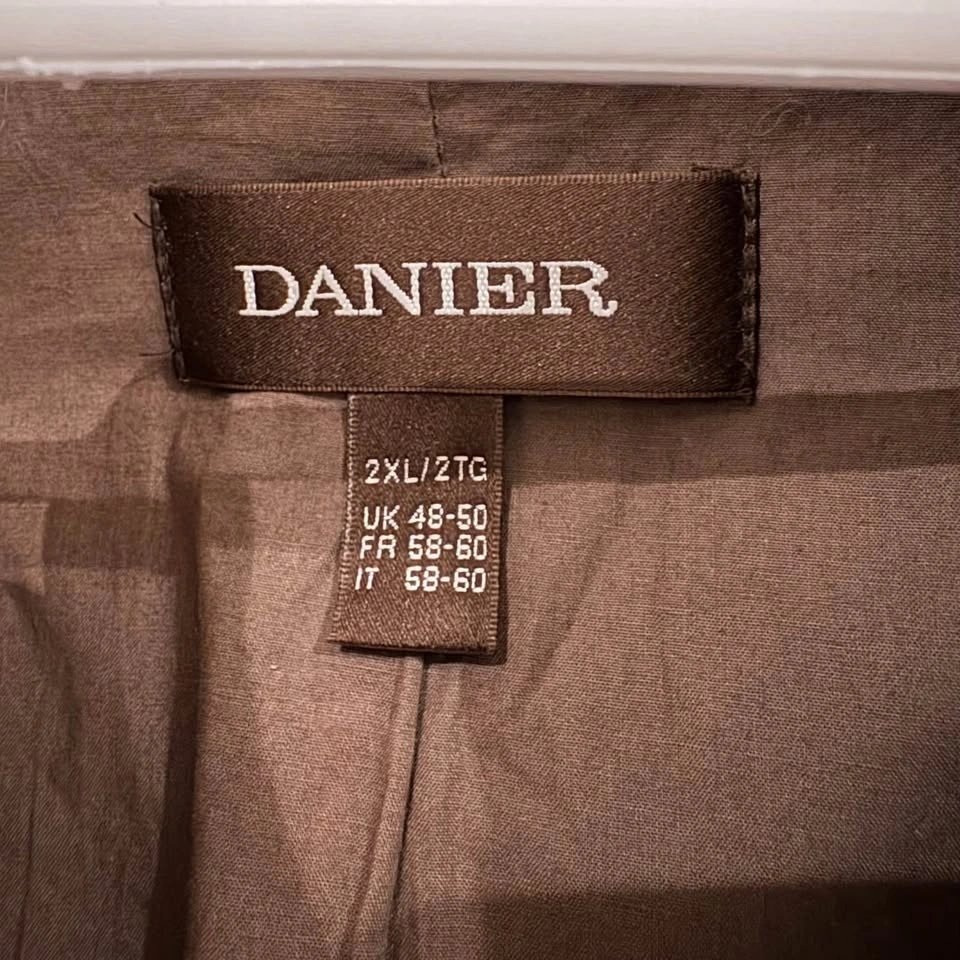 DANIER
2XL/2TG
UK 48-50
FR 58-60
IT 58-60